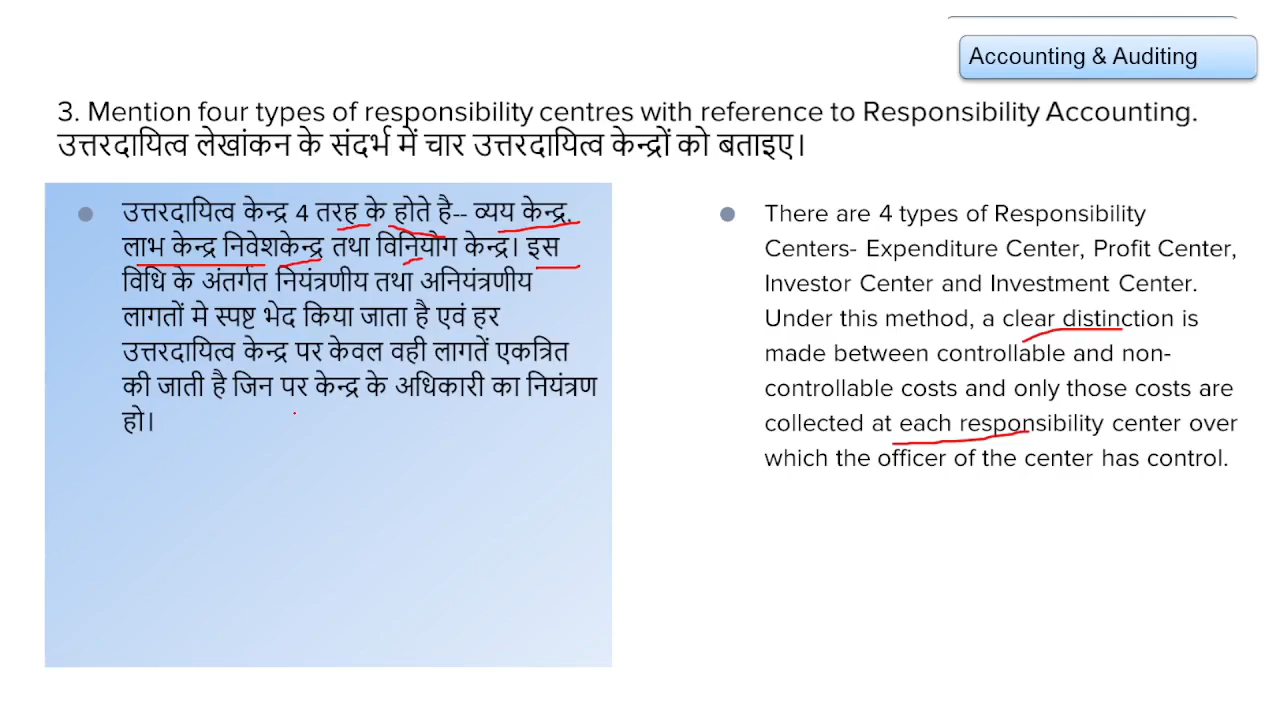 Accounting & Auditing
3. Mention four types of responsibility centres with reference to Responsibility Accounting.
उत्तरदायित्व लेखांकन के संदर्भ में चार उत्तरदायित्व केन्द्रों को बताइए।
उत्तरदायित्व केन्द्र 4 तरह के होते है-- व्यय केन्द्र,
लाभ केन्द्र निवेशकेन्द्र तथा विनियोग केन्द्र। इस
विधि के अंतर्गत नियंत्रणीय तथा अनियंत्रणीय
लागतों मे स्पष्ट भेद किया जाता है एवं हर
उत्तरदायित्व केन्द्र पर केवल वही लागतें एकत्रित
की जाती है जिन पर केन्द्र के अधिकारी का नियंत्रण
हो।
There are 4 types of Responsibility
Centers- Expenditure Center, Profit Center,
Investor Center and Investment Center.
Under this method, a clear distinction is
made between controllable and non-
controllable costs and only those costs are
collected at each responsibility center over
which the officer of the center has control.